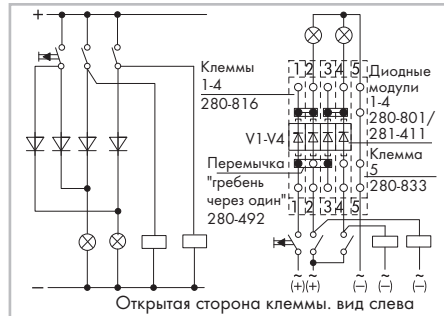 +
−
Клеммы
1-4
280-816
1 2 3 4 5
Диодные
модули
1-4
280-801/
281-411
V1-V4
Перемычка
"гребень
через один"
280-492
Клемма
5
280-833
1 2 3 4 5
~ ~ ~ ~ ~
(+) (+) (−) (−) (−)
Открытая сторона клеммы. вид слева